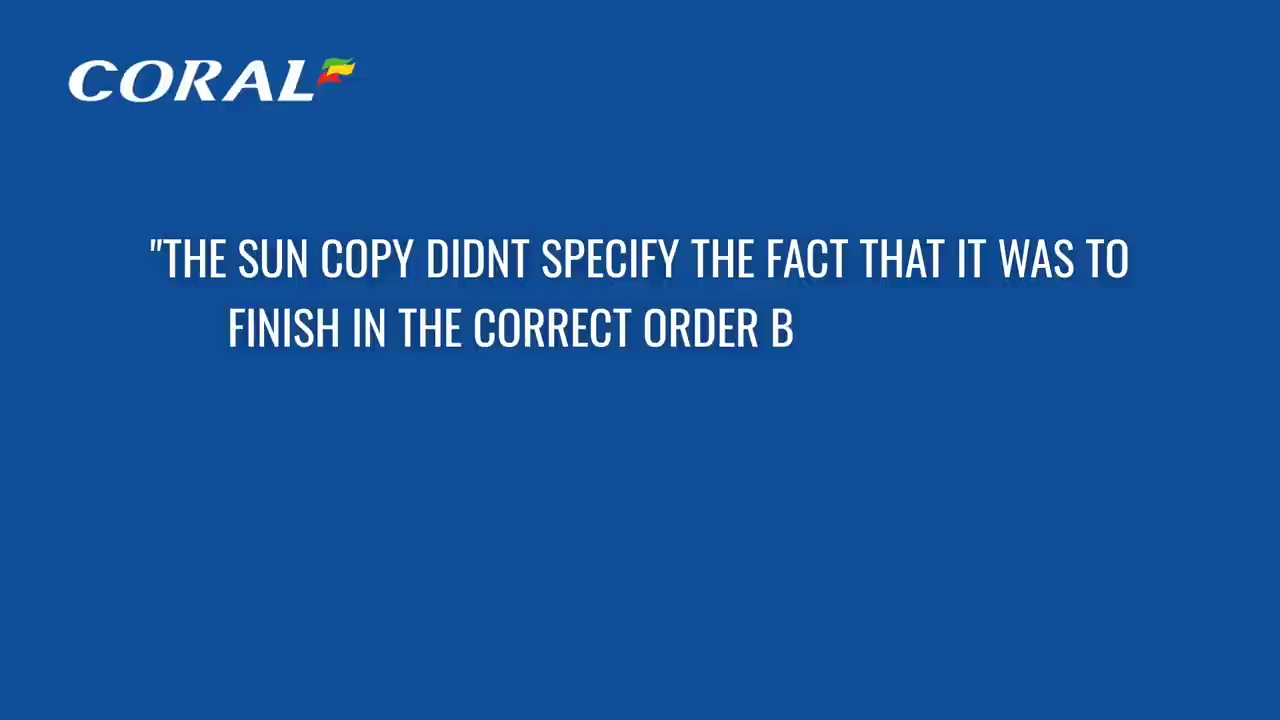 CORAL
"THE SUN COPY DIDNT SPECIFY THE FACT THAT IT WAS TO
FINISH IN THE CORRECT ORDER B